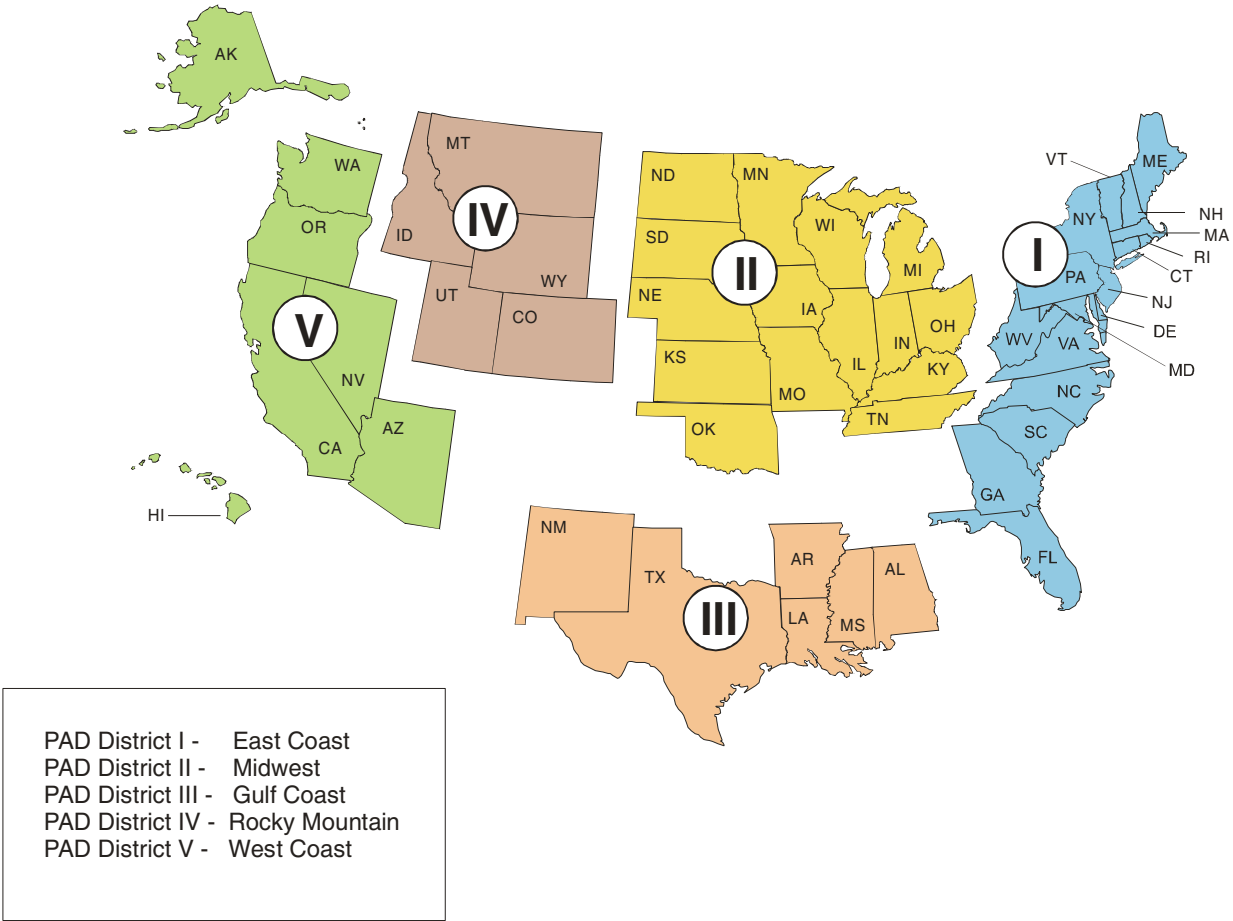 AK
WA
OR
NV
CA
AZ
HI
V
MT
ID
WY
UT
CO
IV
ND
MN
SD
WI
MI
NE
IA
IL
IN
OH
KS
MO
KY
OK
TN
II
VT
ME
NY
NH
MA
RI
CT
PA
NJ
DE
MD
WV
VA
NC
SC
GA
FL
I
NM
TX
AR
LA
MS
AL
III
PAD District I - East Coast
PAD District II - Midwest
PAD District III - Gulf Coast
PAD District IV - Rocky Mountain
PAD District V - West Coast